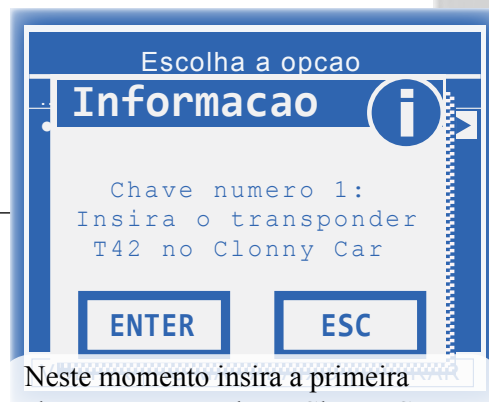 Escolha a opcao
Informacao
Chave numero 1:
Insira o transponder
T42 no Clonny Car
ENTER
ESC
Neste momento insira a primeira